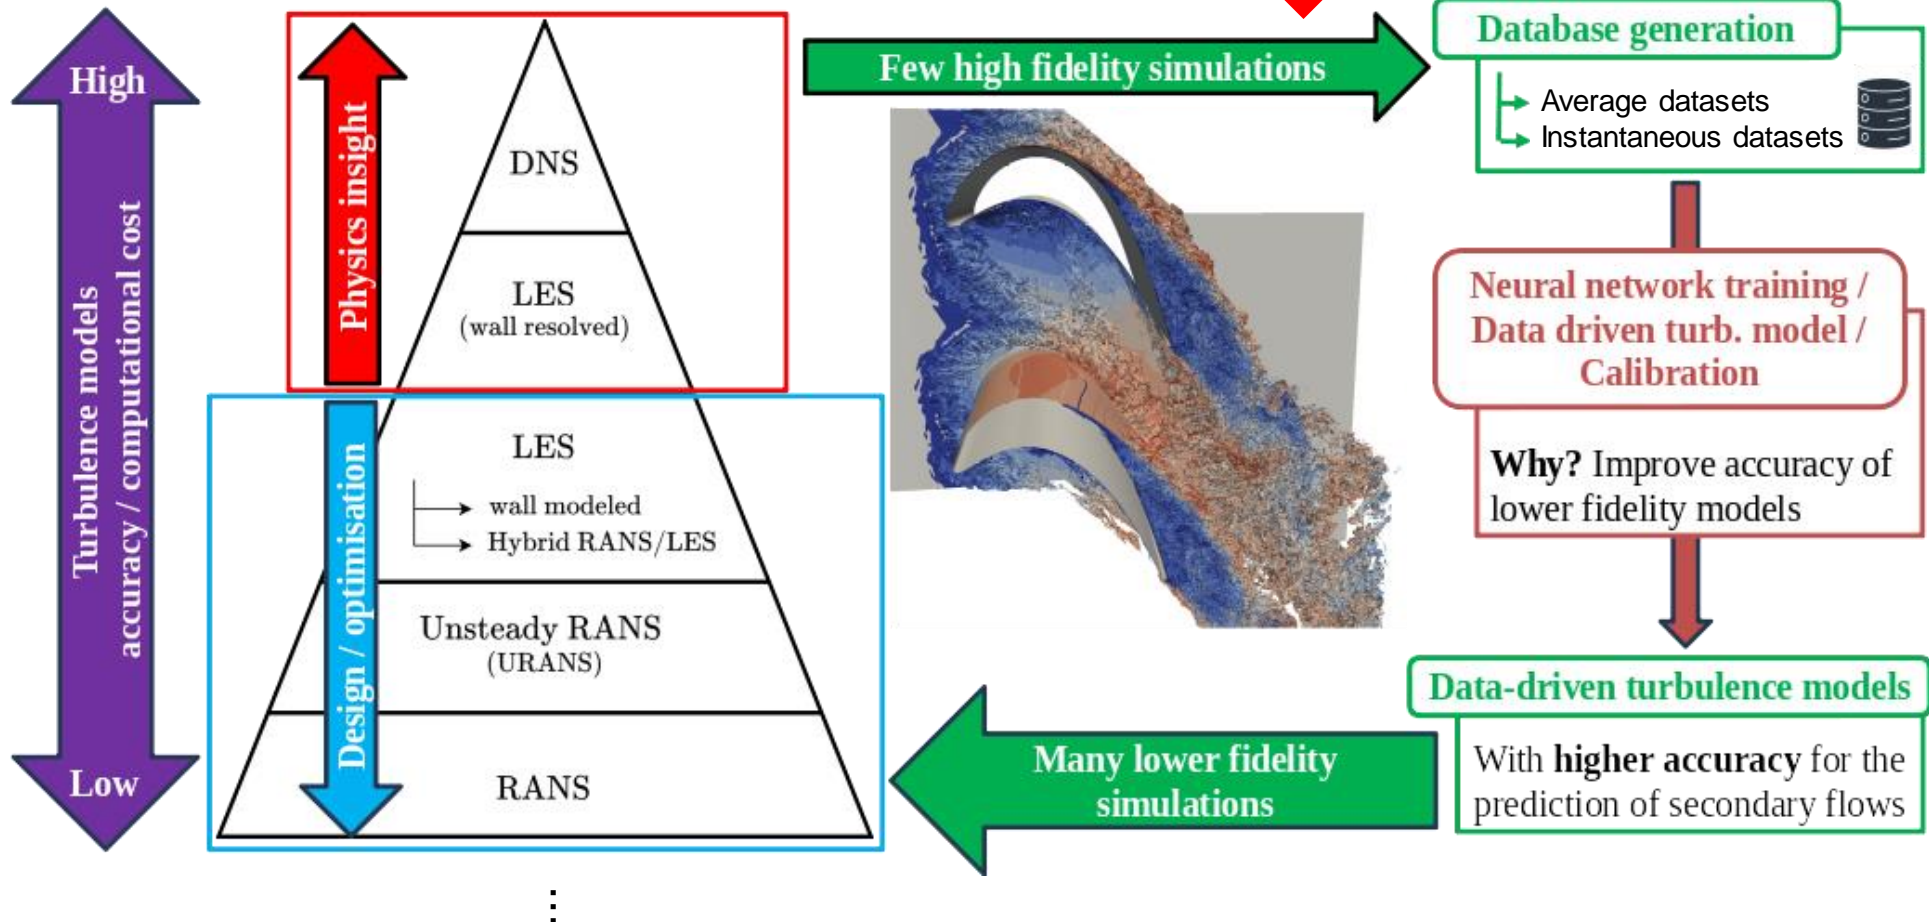 High
Turbulence models
accuracy / computational cost
Low
Physics insight
Design / optimisation
DNS
LES
(wall resolved)
LES
wall modeled
Hybrid RANS/LES
Unsteady RANS
(URANS)
RANS
Few high fidelity simulations
Database generation
Average datasets
Instantaneous datasets
Neural network training /
Data driven turb. model /
Calibration
Why? Improve accuracy of
lower fidelity models
Data-driven turbulence models
With higher accuracy for the
prediction of secondary flows
Many lower fidelity
simulations